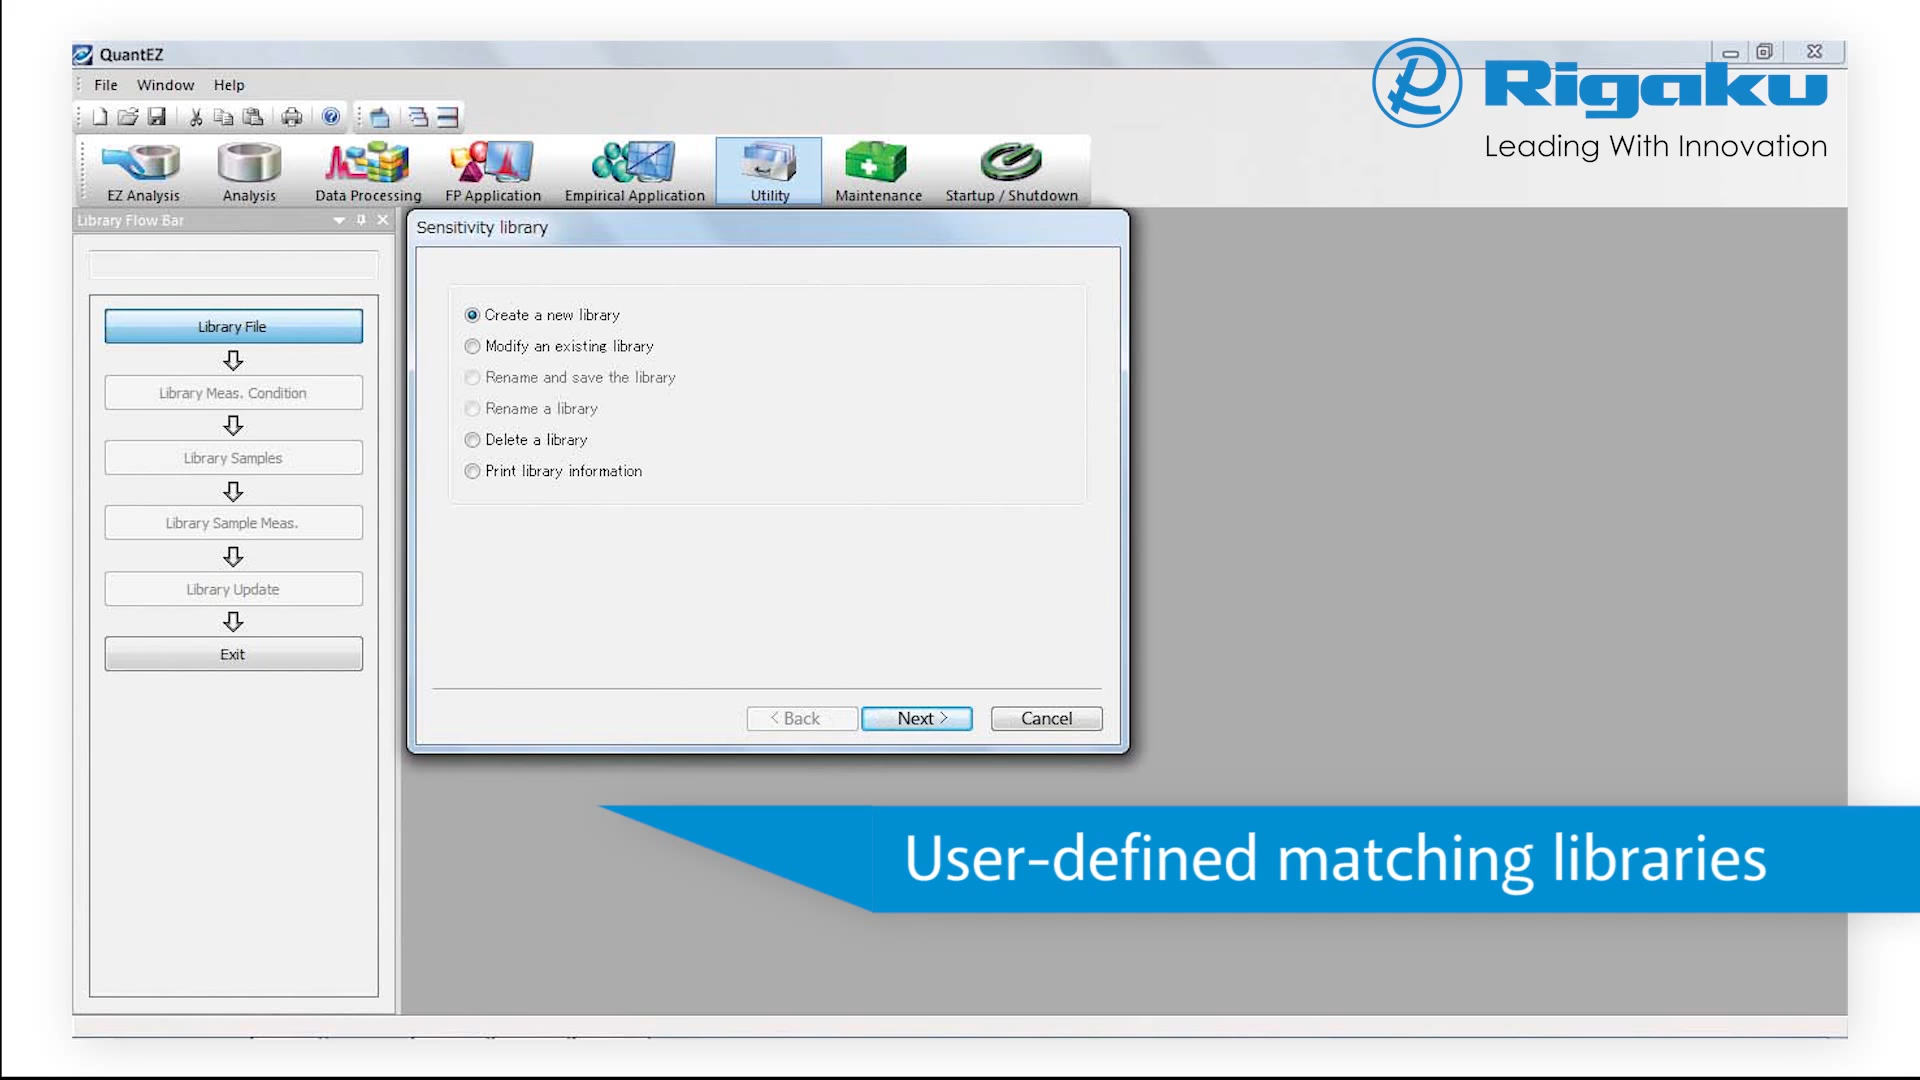 QuantEZ
File Window Help
Rigaku
Leading With Innovation
EZ Analysis
Analysis
Data Processing
FP Application
Empirical Application
Utility
Maintenance
Startup / Shutdown
Library Flow Bar
Library File
Library Meas. Condition
Library Samples
Library Sample Meas.
Library Update
Exit
Sensitivity library
Create a new library
Modify an existing library
Rename and save the library
Rename a library
Delete a library
Print library information
< Back
Next >
Cancel
User-defined matching libraries